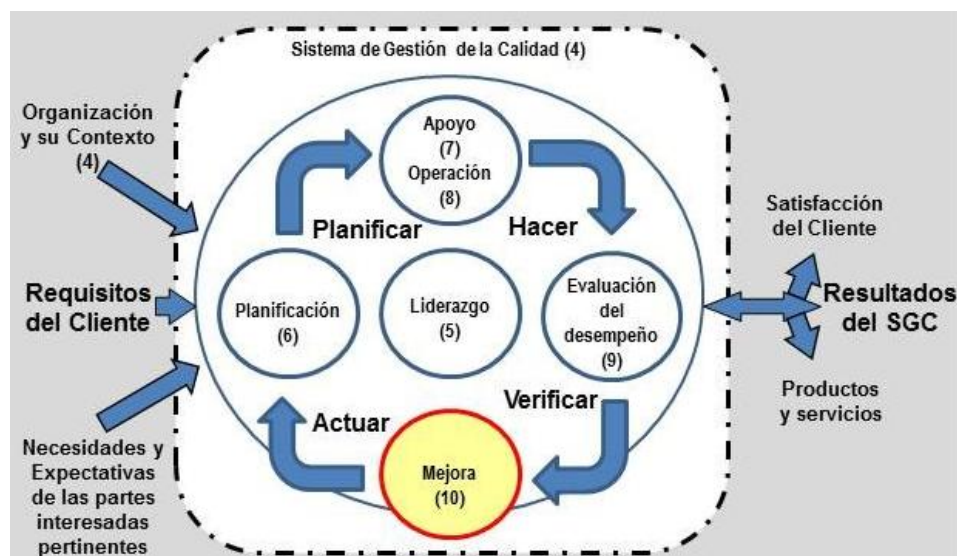 Sistema de Gestión de la Calidad (4)
Organización
y su Contexto
(4)
Apoyo
(7)
Operación
(8)
Planificar
Hacer
Satisfacción
del Cliente
Requisitos
del Cliente
Planificación
(6)
Liderazgo
(5)
Evaluación
del
desempeño
(9)
Resultados
del SGC
Actuar
Verificar
Productos
y servicios
Necesidades y
Expectativas
de las partes
interesadas
pertinentes
Mejora
(10)